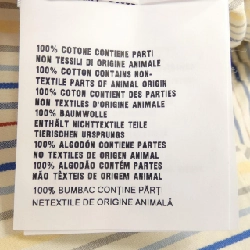 100% COTONE CONTIENE PARTI
NON TESSILI DI ORIGINE ANIMALE
100% COTTON CONTAINS NON-
TEXTILE PARTS OF ANIMAL ORIGIN
100% COTON CONTIENT DES PARTIES
NON TEXTILES D'ORIGINE ANIMALE
100% BAUMWOLLE
ENTHÄLT NICHTTEXTILE TEILE
TIERISCHEN URSPRUNGS
100% ALGODÓN CONTIENE PARTES
NO TEXTILES DE ORIGEN ANIMAL
100% ALGODÃO CONTÉM PARTES
NÃO TÊXTEIS DE ORIGEM ANIMAL
100% BUMBAC CONȚINE PĂRȚI
NETEXTILE DE ORIGINE ANIMALĂ